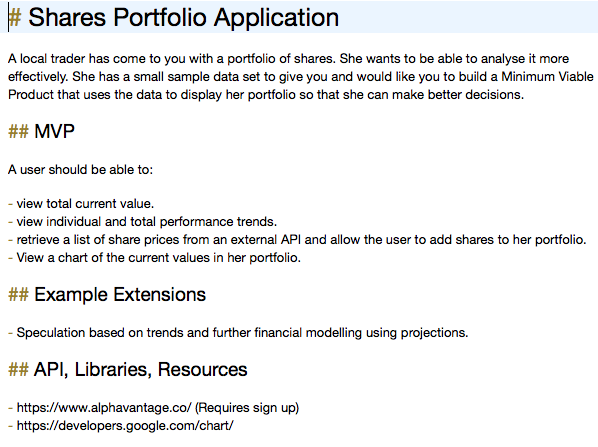 # Shares Portfolio Application
A local trader has come to you with a portfolio of shares. She wants to be able to analyse it more
effectively. She has a small sample data set to give you and would like you to build a Minimum Viable
Product that uses the data to display her portfolio so that she can make better decisions.
## MVP
A user should be able to:
- view total current value.
- view individual and total performance trends.
- retrieve a list of share prices from an external API and allow the user to add shares to her portfolio.
- View a chart of the current values in her portfolio.
## Example Extensions
- Speculation based on trends and further financial modelling using projections.
## API, Libraries, Resources
- https://www.alphavantage.co/ (Requires sign up)
- https://developers.google.com/chart/